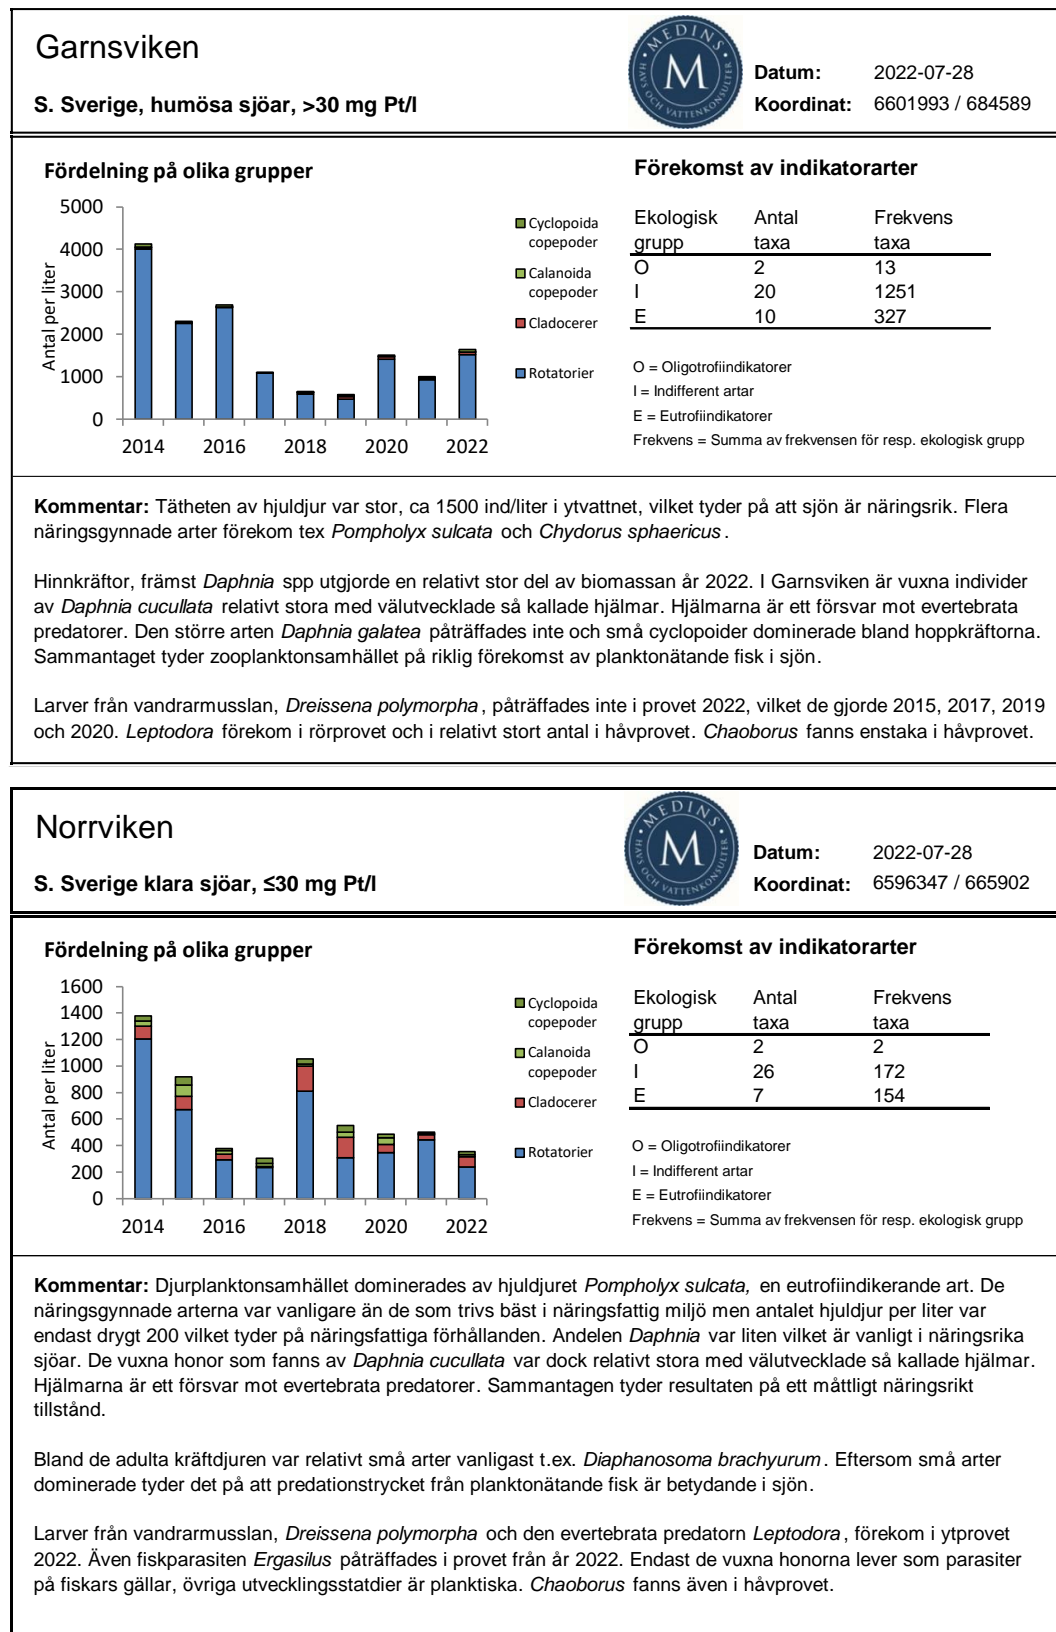 Garnsviken
S. Sverige, humösa sjöar, >30 mg Pt/l
MEDINS
M
HAVS OCH VATTENKONSULTER
Datum: 2022-07-28
Koordinat: 6601993 / 684589
Fördelning på olika grupper
5000
4000
3000
2000
1000
0
Antal per liter
2014 2016 2018 2020 2022
Cyclopoida
copepoder
Calanoida
copepoder
Cladocerer
Rotatorier
Förekomst av indikatorarter
Ekologisk Antal Frekvens
grupp taxa taxa
O 2 13
I 20 1251
E 10 327
O = Oligotrofiindikatorer
I = Indifferent artar
E = Eutrofiindikatorer
Frekvens = Summa av frekvensen för resp. ekologisk grupp
Kommentar: Tätheten av hjuldjur var stor, ca 1500 ind/liter i ytvattnet, vilket tyder på att sjön är näringsrik. Flera
näringsgynnade arter förekom tex Pompholyx sulcata och Chydorus sphaericus.
Hinnkräftor, främst Daphnia spp utgjorde en relativt stor del av biomassan år 2022. I Garnsviken är vuxna individer
av Daphnia cucullata relativt stora med välutvecklade så kallade hjälmar. Hjälmarna är ett försvar mot evertebrata
predatorer. Den större arten Daphnia galatea påträffades inte och små cyclopoider dominerade bland hoppkräftorna.
Sammantaget tyder zooplanktonsamhället på riklig förekomst av planktonätande fisk i sjön.
Larver från vandrarmusslan, Dreissena polymorpha, påträffades inte i provet 2022, vilket de gjorde 2015, 2017, 2019
och 2020. Leptodora förekom i rörprovet och i relativt stort antal i håvprovet. Chaoborus fanns enstaka i håvprovet.
Norrviken
S. Sverige klara sjöar, ≤30 mg Pt/l
MEDINS
M
HAVS OCH VATTENKONSULTER
Datum: 2022-07-28
Koordinat: 6596347 / 665902
Fördelning på olika grupper
1600
1400
1200
1000
800
600
400
200
0
Antal per liter
2014 2016 2018 2020 2022
Cyclopoida
copepoder
Calanoida
copepoder
Cladocerer
Rotatorier
Förekomst av indikatorarter
Ekologisk Antal Frekvens
grupp taxa taxa
O 2 2
I 26 172
E 7 154
O = Oligotrofiindikatorer
I = Indifferent artar
E = Eutrofiindikatorer
Frekvens = Summa av frekvensen för resp. ekologisk grupp
Kommentar: Djurplanktonsamhället dominerades av hjuldjuret Pompholyx sulcata, en eutrofiindikerande art. De
näringsgynnade arterna var vanligare än de som trivs bäst i näringsfattig miljö men antalet hjuldjur per liter var
endast drygt 200 vilket tyder på näringsfattiga förhållanden. Andelen Daphnia var liten vilket är vanligt i näringsrika
sjöar. De vuxna honor som fanns av Daphnia cucullata var dock relativt stora med välutvecklade så kallade hjälmar.
Hjälmarna är ett försvar mot evertebrata predatorer. Sammantagen tyder resultaten på ett måttligt näringsrikt
tillstånd.
Bland de adulta kräftdjuren var relativt små arter vanligast t.ex. Diaphanosoma brachyurum. Eftersom små arter
dominerade tyder det på att predationstrycket från planktonätande fisk är betydande i sjön.
Larver från vandrarmusslan, Dreissena polymorpha och den evertebrata predatorn Leptodora, förekom i ytprovet
2022. Även fiskparasiten Ergasilus påträffades i provet från år 2022. Endast de vuxna honorna lever som parasiter
på fiskars gällar, övriga utvecklingsstatdier är planktiska. Chaoborus fanns även i håvprovet.